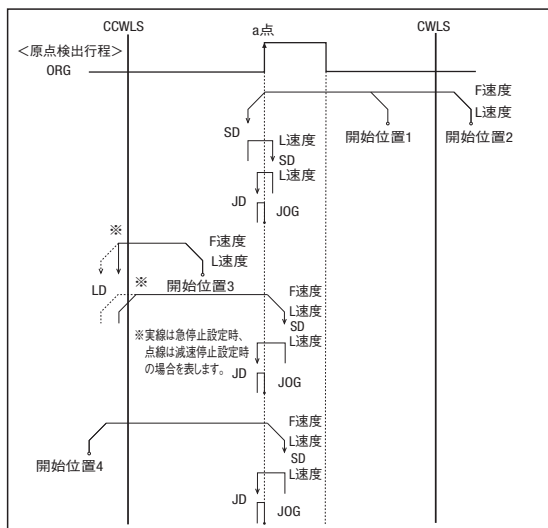 CCWLS
a点
CWLS
<原点検出行程>
ORG
F速度
L速度
SD
開始位置1
開始位置2
L速度
SD
L速度
JD
JOG
※
F速度
L速度
LD
※
開始位置3
F速度
L速度
SD
※実線は急停止設定時、
点線は減速停止設定時
の場合を表します。
L速度
JD
JOG
F速度
L速度
SD
開始位置4
L速度
JD
JOG